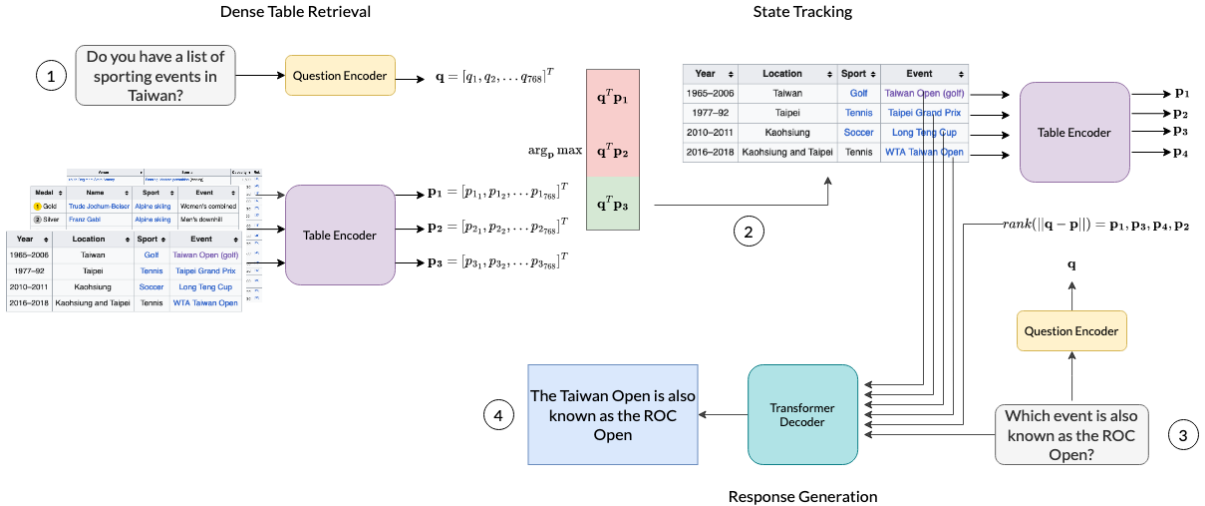 Dense Table Retrieval
State Tracking
1
Do you have a list of
sporting events in
Taiwan?
Question Encoder
q = [q₁, q₂, … q₇₆₈]ᵀ
arg_p max
qᵀp₁
qᵀp₂
qᵀp₃
Medal Name Sport Event
1 Gold Trude Jochum-Beiser Alpine skiing Women's combined
2 Silver Franz Gabl Alpine skiing Men's downhill
Year Location Sport Event
1965–2006 Taiwan Golf Taiwan Open (golf)
1977–92 Taipei Tennis Taipei Grand Prix
2010–2011 Kaohsiung Soccer Long Teng Cup
2016–2018 Kaohsiung and Taipei Tennis WTA Taiwan Open
Table Encoder
p₁ = [p₁₁, p₁₂, … p₁₇₆₈]ᵀ
p₂ = [p₂₁, p₂₂, … p₂₇₆₈]ᵀ
p₃ = [p₃₁, p₃₂, … p₃₇₆₈]ᵀ
2
Year Location Sport Event
1965–2006 Taiwan Golf Taiwan Open (golf)
1977–92 Taipei Tennis Taipei Grand Prix
2010–2011 Kaohsiung Soccer Long Teng Cup
2016–2018 Kaohsiung and Taipei Tennis WTA Taiwan Open
Table Encoder
p₁
p₂
p₃
p₄
rank(||q − p||) = p₁, p₃, p₄, p₂
q
Question Encoder
3
Which event is also
known as the ROC
Open?
Transformer
Decoder
4
The Taiwan Open is also
known as the ROC
Open
Response Generation